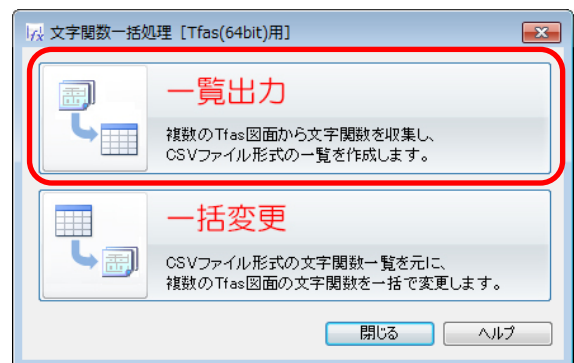 文字関数一括処理 [Tfas(64bit)用]
一覧出力
複数のTfas図面から文字関数を収集し、
CSVファイル形式の一覧を作成します。
一括変更
CSVファイル形式の文字関数一覧を元に、
複数のTfas図面の文字関数を一括で変更します。
閉じる
ヘルプ